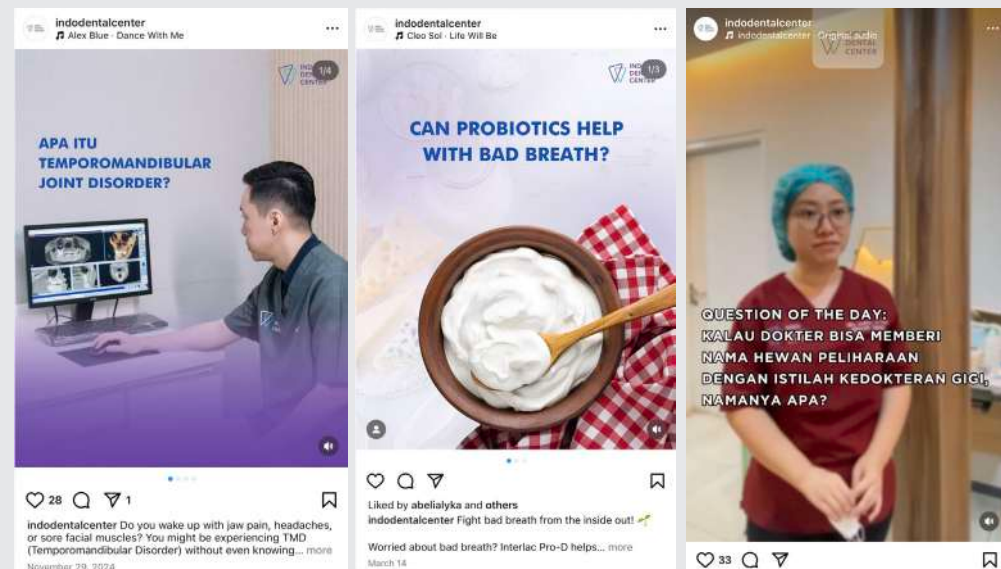 indodentalcenter
Alex Blue · Dance With Me
1/4
APA ITU
TEMPOROMANDIBULAR
JOINT DISORDER?
28
1
indodentalcenter Do you wake up with jaw pain, headaches,
or sore facial muscles? You might be experiencing TMD
(Temporomandibular Disorder) without even knowing... more
November 29, 2024
indodentalcenter
Cleo Sol · Life Will Be
1/3
CAN PROBIOTICS HELP
WITH BAD BREATH?
Liked by abelialyka and others
indodentalcenter Fight bad breath from the inside out! 🌱
Worried about bad breath? Interlac Pro-D helps... more
March 14
indodentalcenter
indodentalcenter · Original audio
DENTAL
CENTER
QUESTION OF THE DAY:
KALAU DOKTER BISA MEMBERI
NAMA HEWAN PELIHARAAN
DENGAN ISTILAH KEDOKTERAN GIGI,
NAMANYA APA?
33